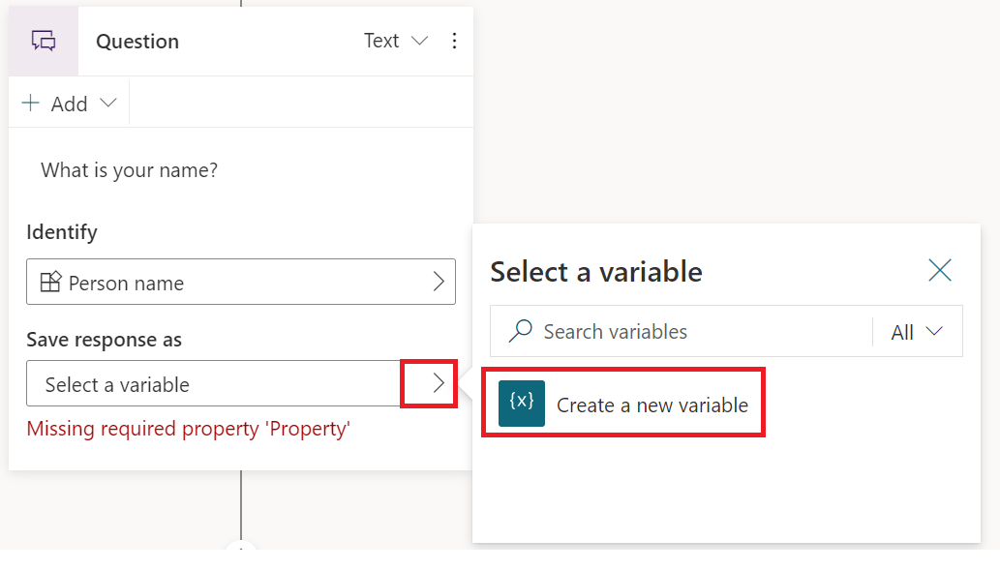 Question Text
Add
What is your name?
Identify
Person name
Save response as
Select a variable
Missing required property 'Property'
Select a variable
Search variables All
{x} Create a new variable